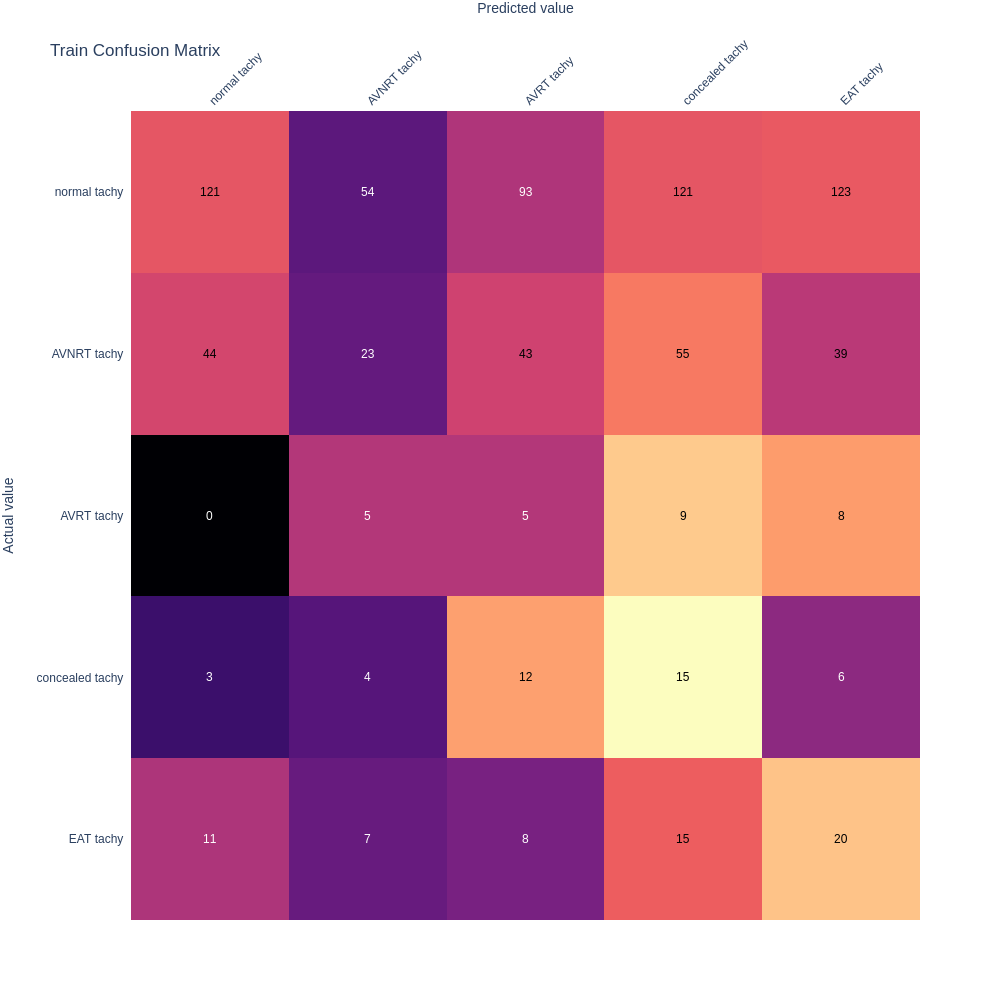 Predicted value
Train Confusion Matrix
normal tachy
AVNRT tachy
AVRT tachy
concealed tachy
EAT tachy
Actual value
normal tachy 121 54 93 121 123
AVNRT tachy 44 23 43 55 39
AVRT tachy 0 5 5 9 8
concealed tachy 3 4 12 15 6
EAT tachy 11 7 8 15 20